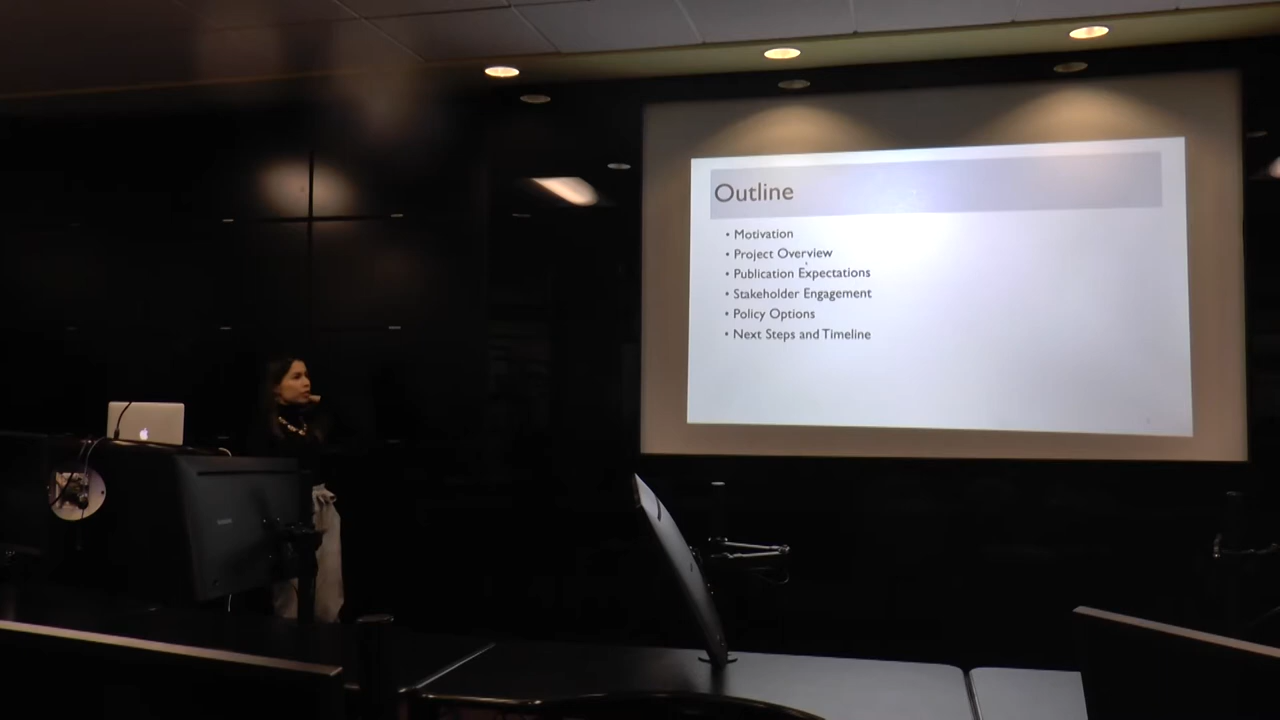 Outline
• Motivation
• Project Overview
• Publication Expectations
• Stakeholder Engagement
• Policy Options
• Next Steps and Timeline